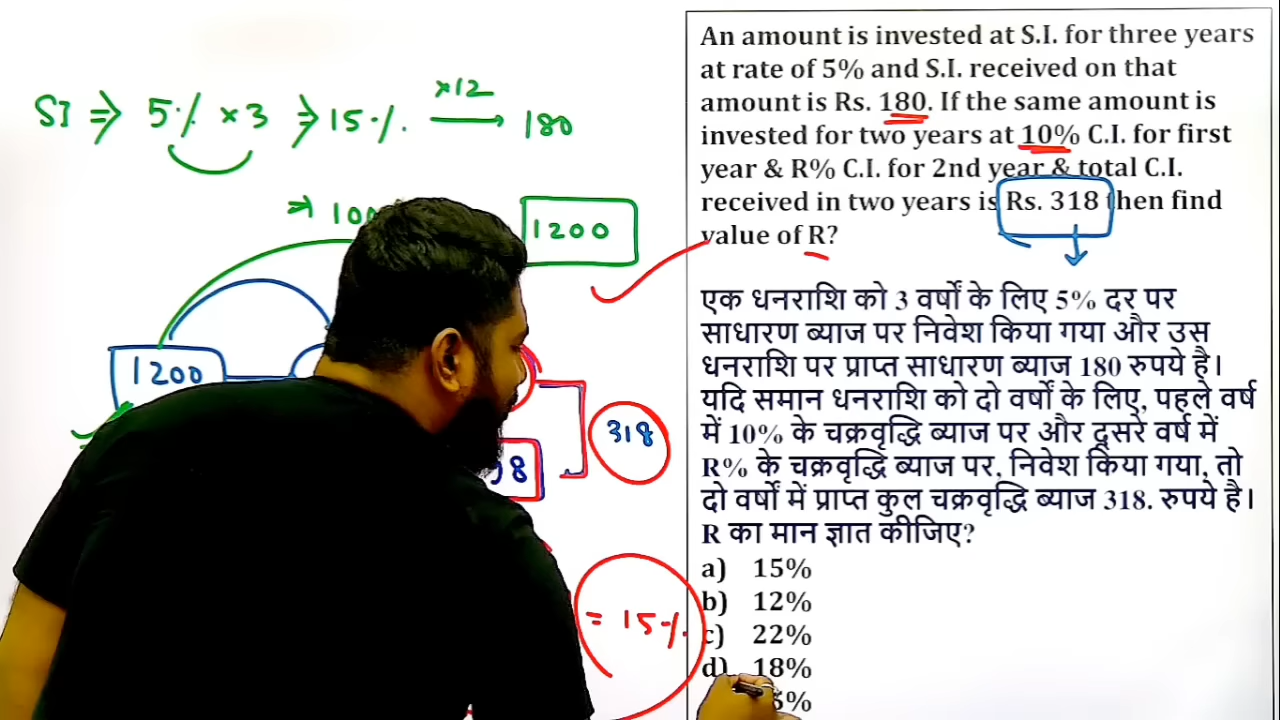 SI ⇒ 5% ×3 ⇒ 15% ×12 → 180
⇒ 100
1200
1200
318
= 15%
An amount is invested at S.I. for three years
at rate of 5% and S.I. received on that
amount is Rs. 180. If the same amount is
invested for two years at 10% C.I. for first
year & R% C.I. for 2nd year & total C.I.
received in two years is Rs. 318 then find
value of R?
एक धनराशि को 3 वर्षों के लिए 5% दर पर
साधारण ब्याज पर निवेश किया गया और उस
धनराशि पर प्राप्त साधारण ब्याज 180 रुपये है।
यदि समान धनराशि को दो वर्षों के लिए, पहले वर्ष
में 10% के चक्रवृद्धि ब्याज पर और दूसरे वर्ष में
R% के चक्रवृद्धि ब्याज पर, निवेश किया गया, तो
दो वर्षों में प्राप्त कुल चक्रवृद्धि ब्याज 318. रुपये है।
R का मान ज्ञात कीजिए?
a) 15%
b) 12%
c) 22%
d) 18%